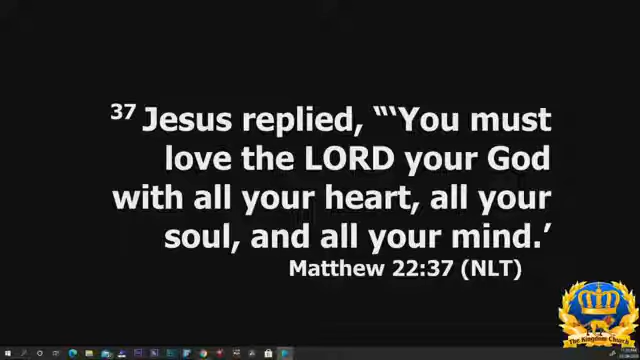 37 Jesus replied, “‘You must
love the LORD your God
with all your heart, all your
soul, and all your mind.’
Matthew 22:37 (NLT)
The Kingdom Church